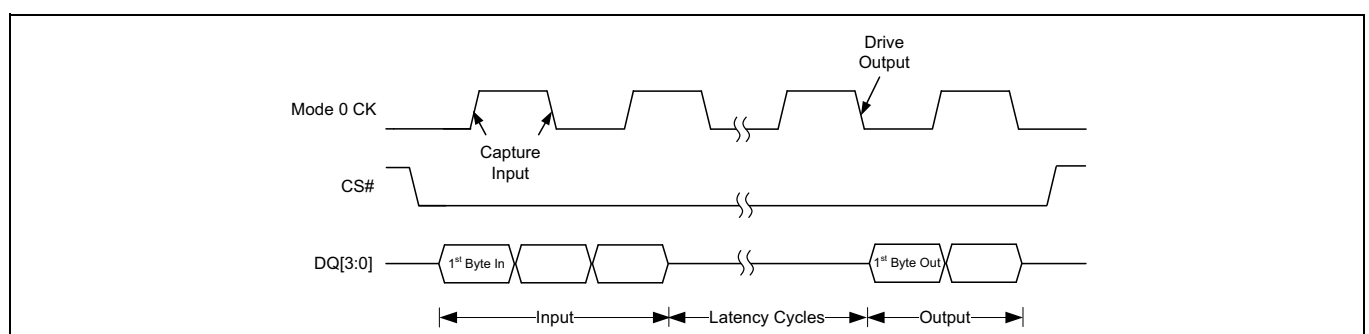 Drive
Output
Mode 0 CK
Capture
Input
CS#
DQ[3:0]
1st Byte In
1st Byte Out
Input
Latency Cycles
Output